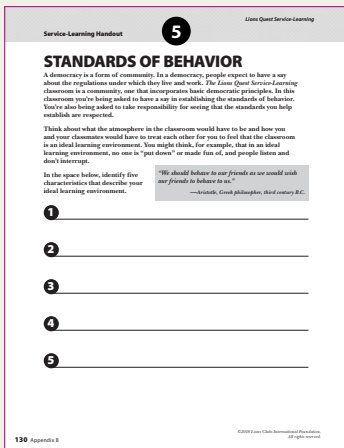 Lions Quest Service-Learning
Service-Learning Handout
5
STANDARDS OF BEHAVIOR
A democracy is a form of community. In a democracy, people expect to have a say
about the regulations under which they live and work. The Lions Quest Service-Learning
classroom is a community, one that incorporates basic democratic principles. In this
classroom you're being asked to have a say in establishing the standards of behavior.
You're also being asked to take responsibility for seeing that the standards you help
establish are respected.
Think about what the atmosphere in the classroom would have to be and how you
and your classmates would have to treat each other for you to feel that the classroom
is an ideal learning environment. You might think, for example, that in an ideal
learning environment, no one is "put down" or made fun of, and people listen and
don't interrupt.
In the space below, identify five
characteristics that describe your
ideal learning environment.
"We should behave to our friends as we would wish
our friends to behave to us."
—Aristotle, Greek philosopher, third century B.C.
1
2
3
4
5
Lions Clubs International Foundation.
All rights reserved.
130 Appendix B